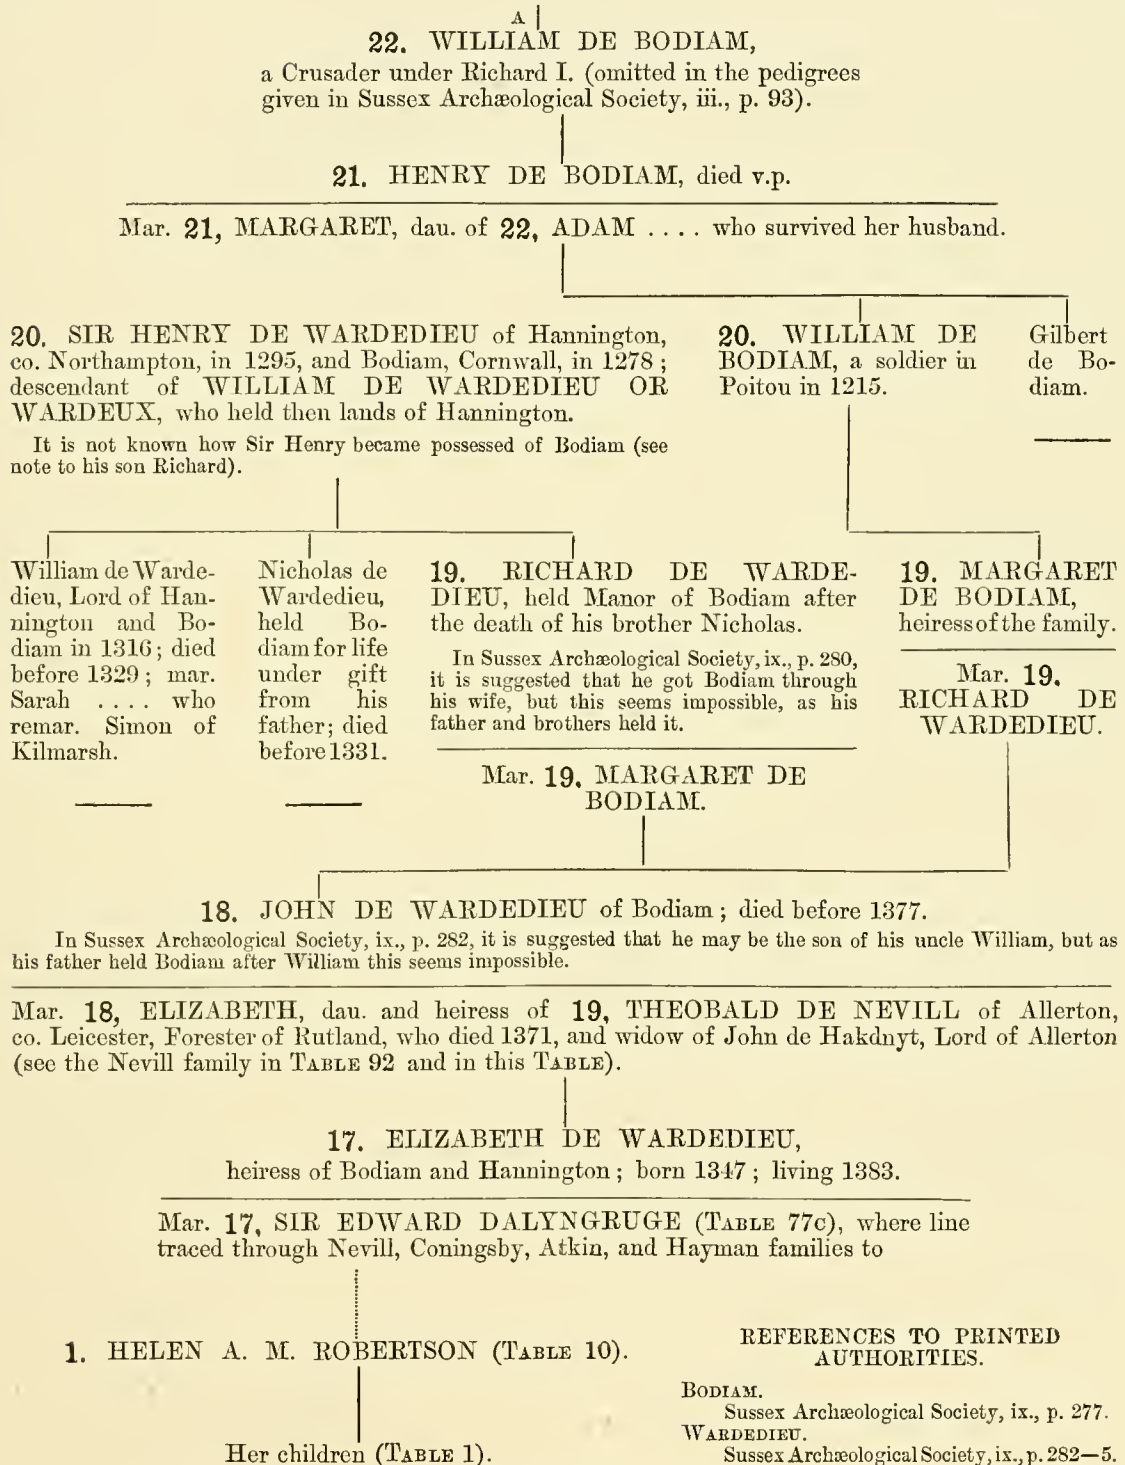 A
22. WILLIAM DE BODIAM,
a Crusader under Richard I. (omitted in the pedigrees
given in Sussex Archæological Society, iii., p. 93).
21. HENRY DE BODIAM, died v.p.
Mar. 21, MARGARET, dau. of 22, ADAM .... who survived her husband.
20. SIR HENRY DE WARDEDIEU of Hannington,
co. Northampton, in 1295, and Bodiam, Cornwall, in 1278;
descendant of WILLIAM DE WARDEDIEU OR
WARDEUX, who held then lands of Hannington.
It is not known how Sir Henry became possessed of Bodiam (see
note to his son Richard).
20. WILLIAM DE
BODIAM, a soldier in
Poitou in 1215.
Gilbert
de Bo-
diam.
William de Warde-
dieu, Lord of Han-
nington and Bo-
diam in 1316; died
before 1329; mar.
Sarah .... who
remar. Simon of
Kilmarsh.
Nicholas de
Wardedieu,
held Bo-
diam for life
under gift
from his
father; died
before 1331.
19. RICHARD DE WARDE-
DIEU, held Manor of Bodiam after
the death of his brother Nicholas.
In Sussex Archæological Society, ix., p. 280,
it is suggested that he got Bodiam through
his wife, but this seems impossible, as his
father and brothers held it.
Mar. 19, MARGARET DE
BODIAM.
19. MARGARET
DE BODIAM,
heiress of the family.
Mar. 19,
RICHARD DE
WARDEDIEU.
18. JOHN DE WARDEDIEU of Bodiam; died before 1377.
In Sussex Archæological Society, ix., p. 282, it is suggested that he may be the son of his uncle William, but as
his father held Bodiam after William this seems impossible.
Mar. 18, ELIZABETH, dau. and heiress of 19, THEOBALD DE NEVILL of Allerton,
co. Leicester, Forester of Rutland, who died 1371, and widow of John de Hakdnyt, Lord of Allerton
(see the Nevill family in TABLE 92 and in this TABLE).
17. ELIZABETH DE WARDEDIEU,
heiress of Bodiam and Hannington; born 1347; living 1383.
Mar. 17, SIR EDWARD DALYNGRUGE (TABLE 77c), where line
traced through Nevill, Coningsby, Atkin, and Hayman families to
1. HELEN A. M. ROBERTSON (TABLE 10).
Her children (TABLE 1).
REFERENCES TO PRINTED
AUTHORITIES.
BODIAM.
Sussex Archæological Society, ix., p. 277.
WARDEDIEU.
Sussex Archæological Society, ix., p. 282—5.